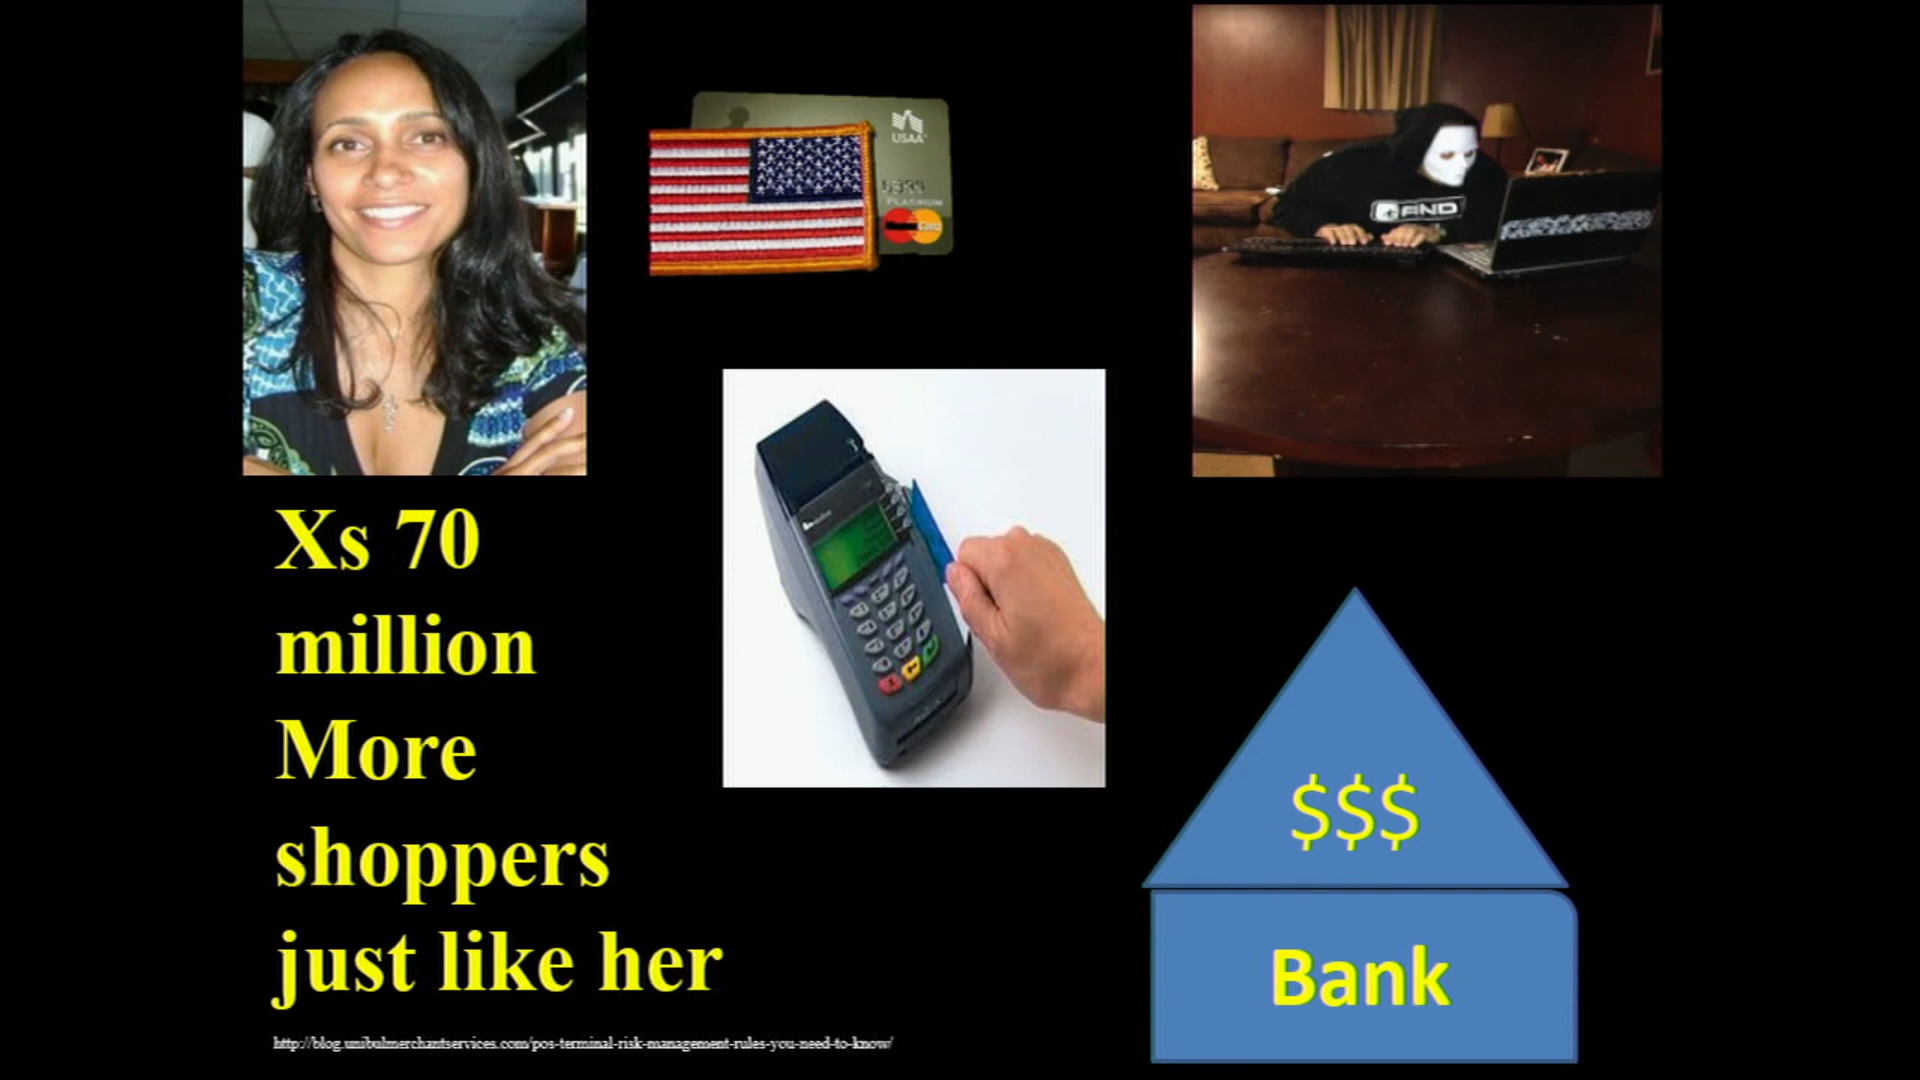 USAA
PLATINUM
FIND
Xs 70
million
More
shoppers
just like her
$$$
Bank
http://blog.unibulmerchantservices.com/pos-terminal-risk-management-rules-you-need-to-know/